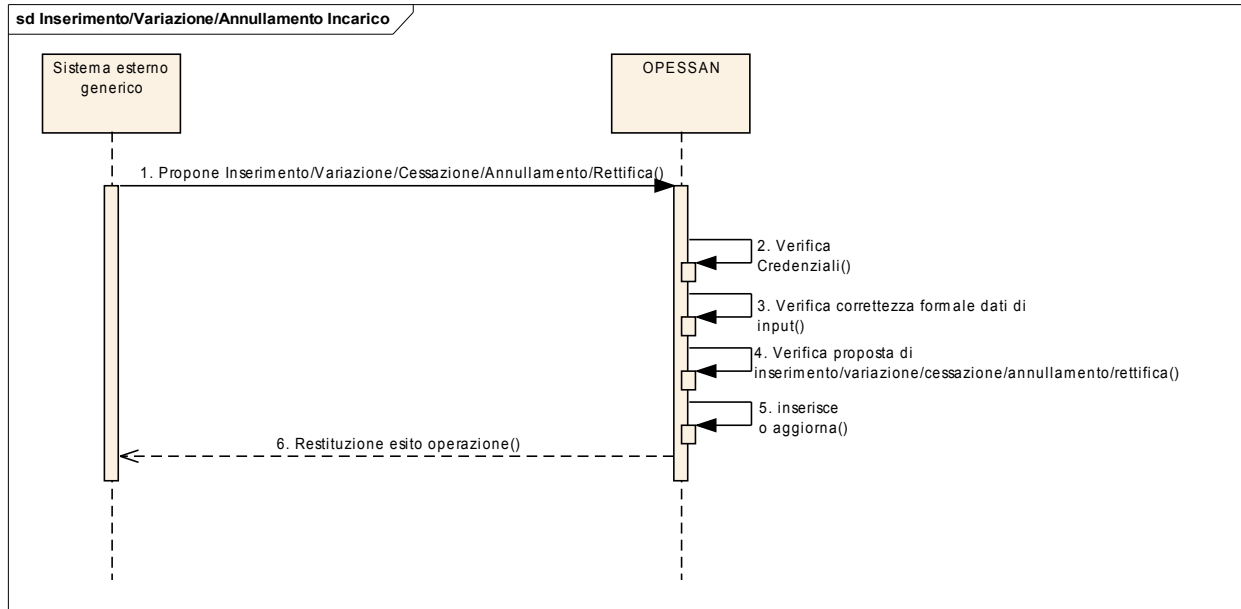 sd Inserimento/Variazione/Annullamento Incarico
Sistema esterno
generico
OPESSAN
1. Propone Inserimento/Variazione/Cessazione/Annullamento/Rettifica()
2. Verifica
Credenziali()
3. Verifica correttezza formale dati di
input()
4. Verifica proposta di
inserimento/variazione/cessazione/annullamento/rettifica()
5. inserisce
o aggiorna()
6. Restituzione esito operazione()